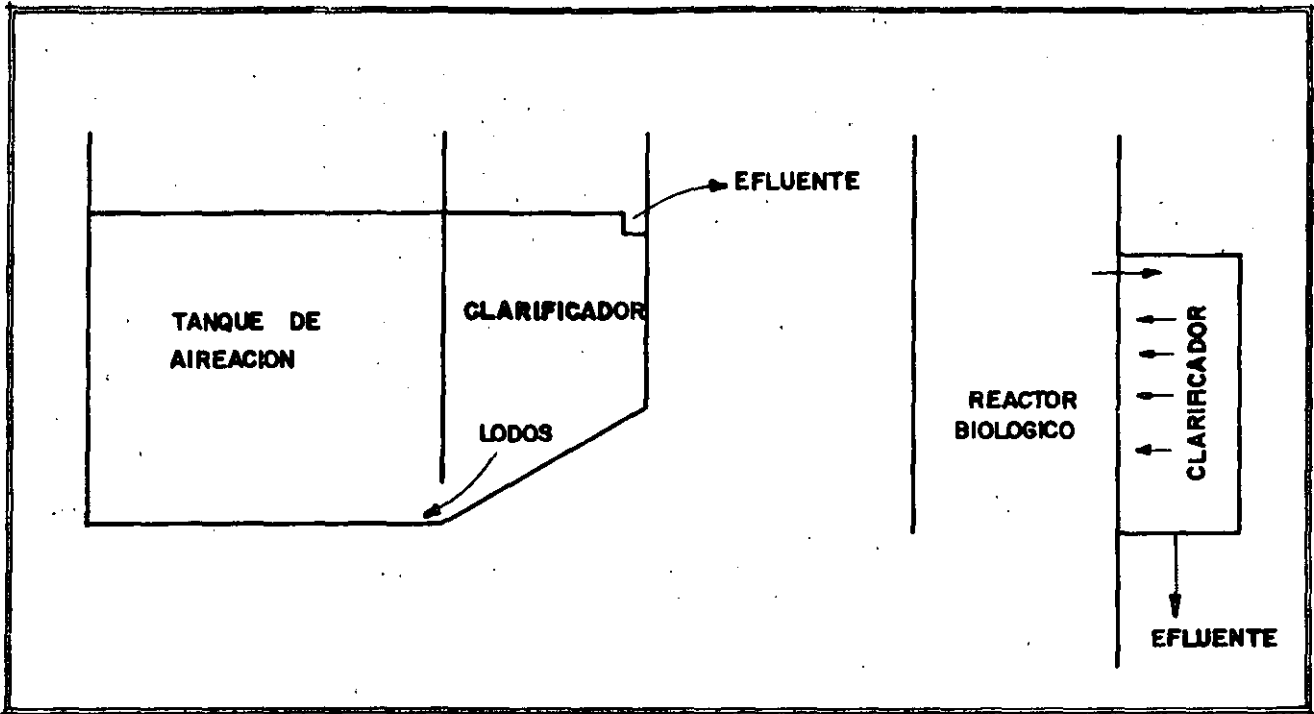 EFLUENTE
TANQUE DE
AIREACION
CLARIFICADOR
LODOS
REACTOR
BIOLOGICO
CLARIFICADOR
EFLUENTE